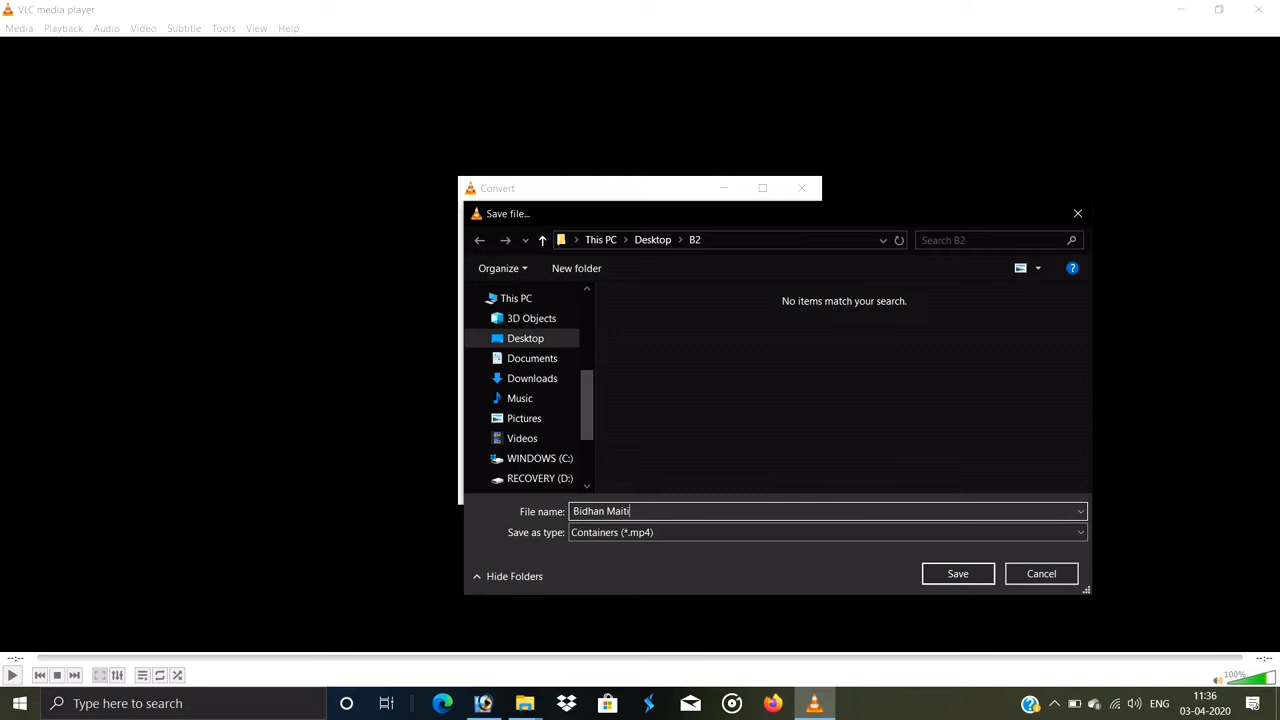 VLC media player
Media Playback Audio Video Subtitle Tools View Help
Convert
Save file...
This PC Desktop B2
Search B2
Organize New folder
This PC
No items match your search.
3D Objects
Desktop
Documents
Downloads
Music
Pictures
Videos
WINDOWS (C:)
RECOVERY (D:)
File name: Bidhan Maiti
Save as type: Containers (*.mp4)
Hide Folders
Save Cancel
--:-- --:--
100%
Type here to search
ENG
11:36
03-04-2020